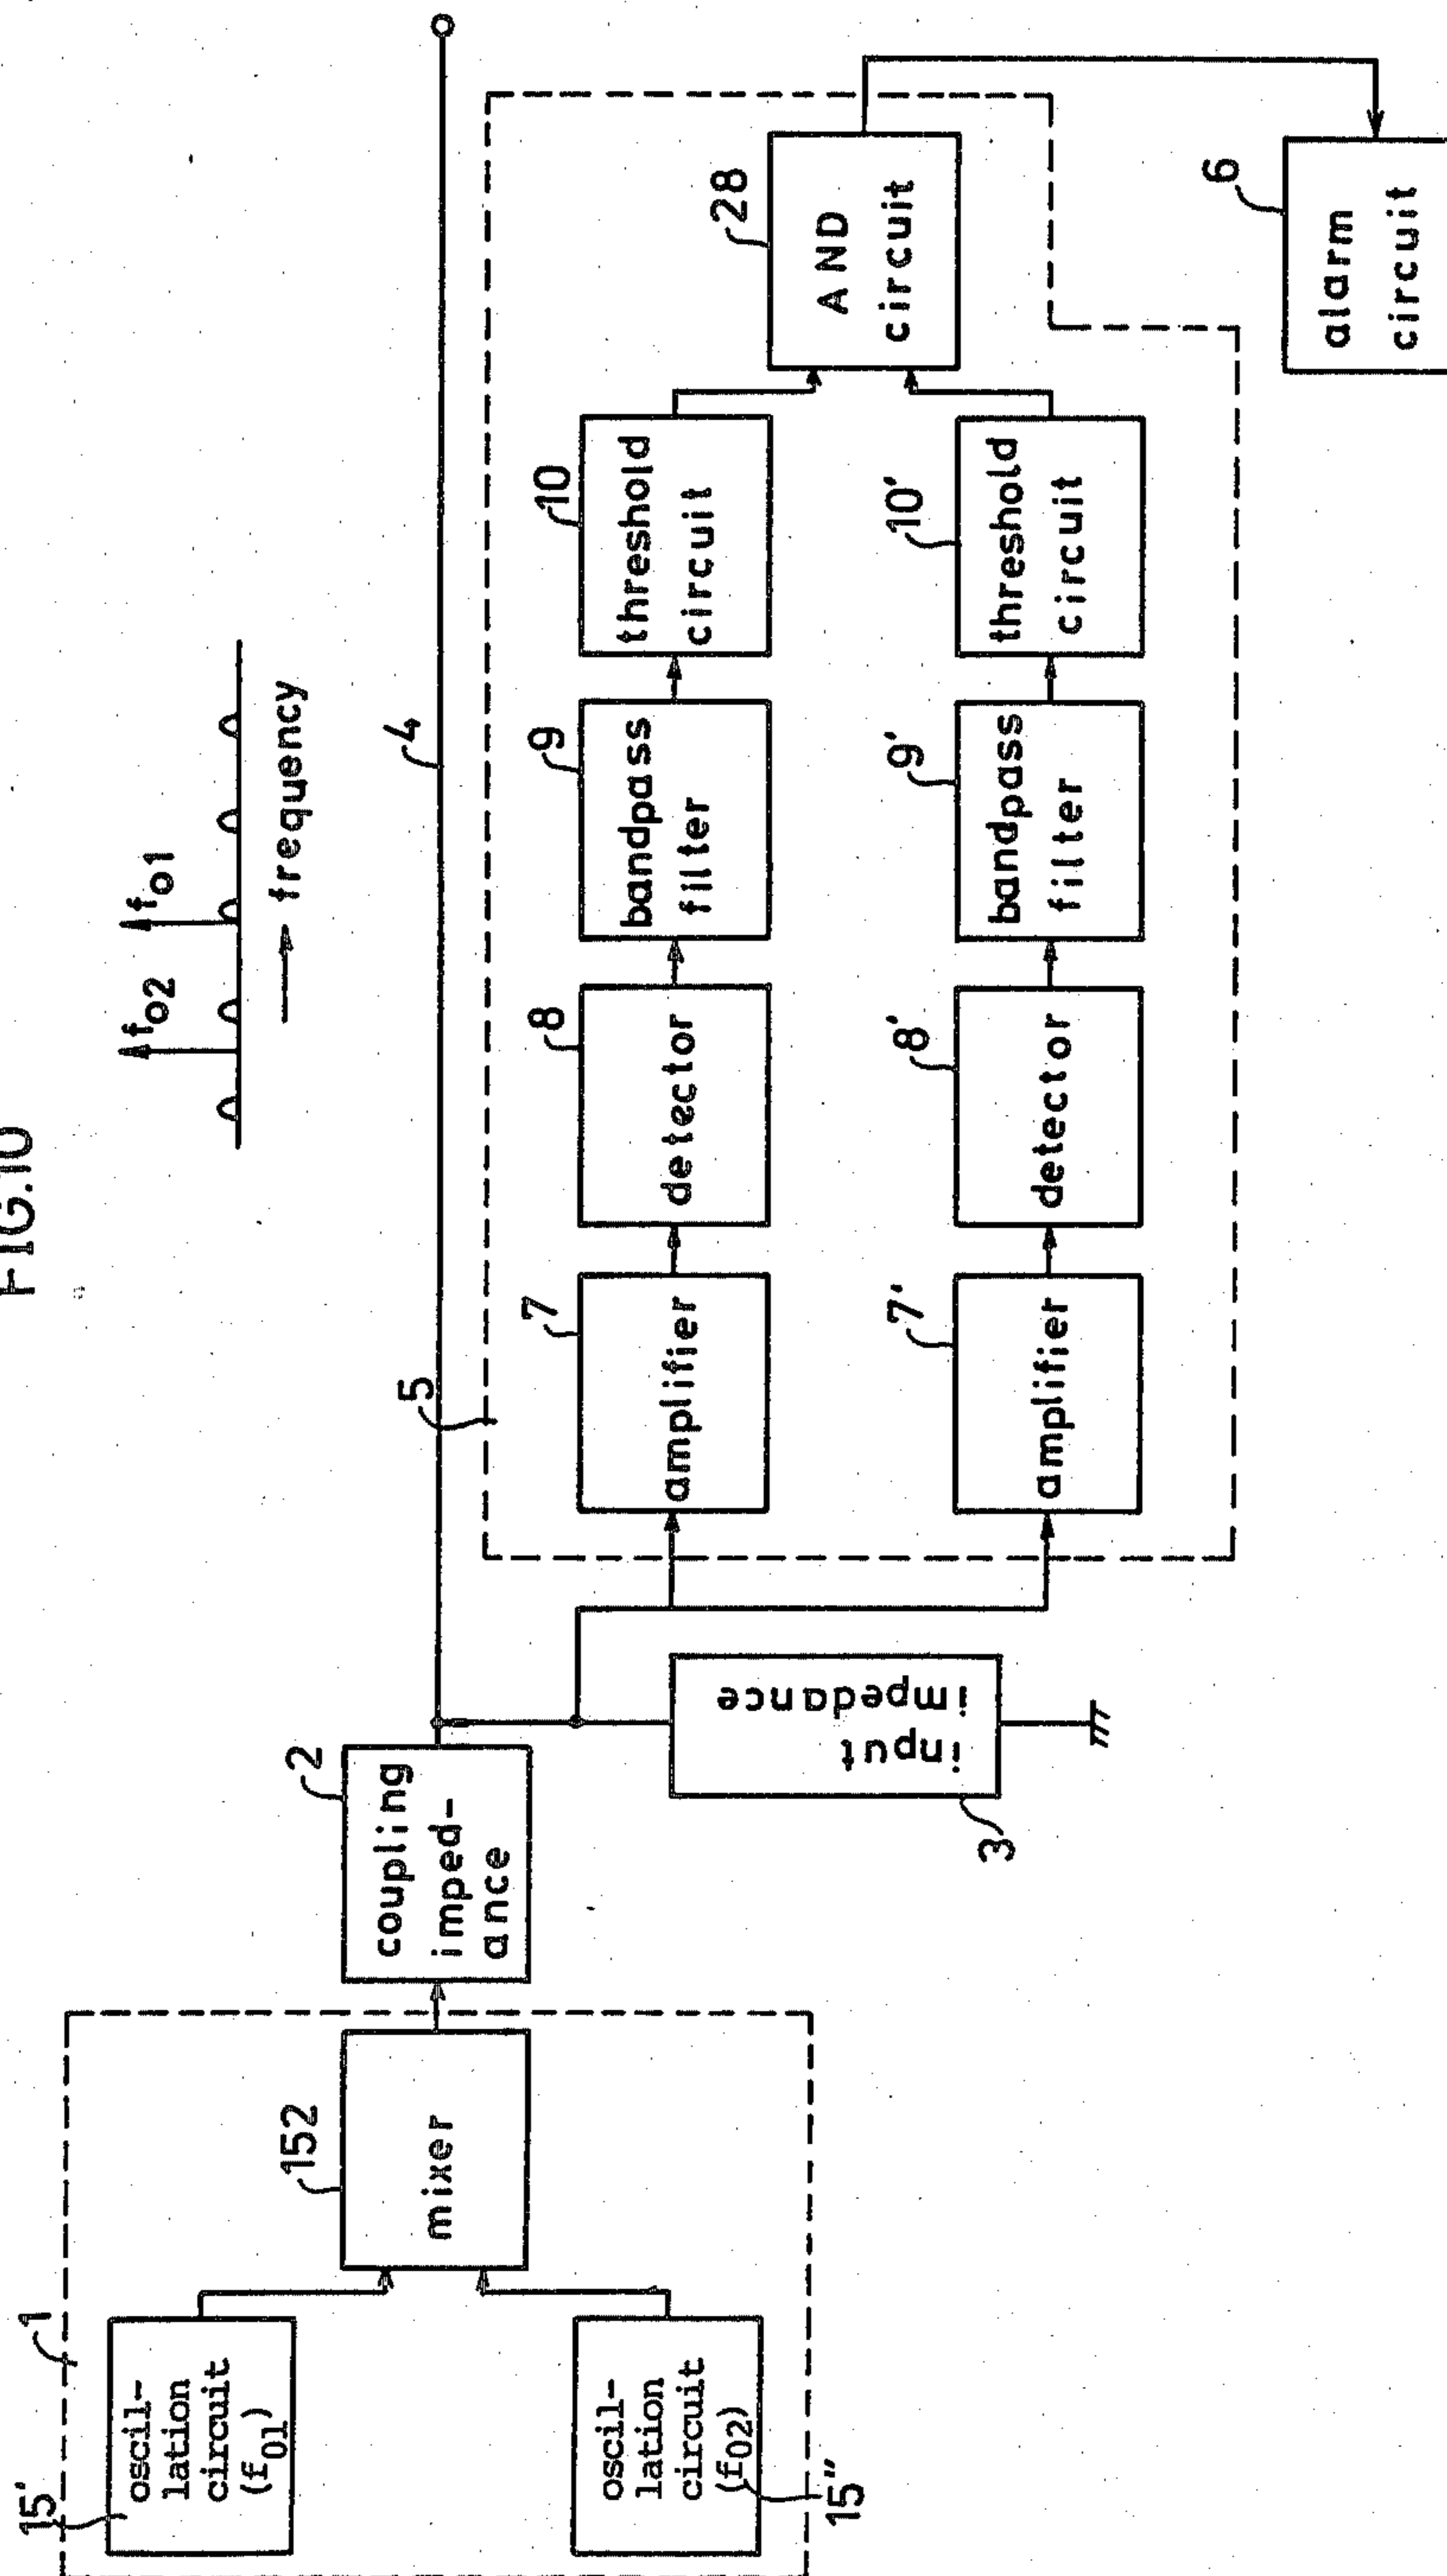 FIG.10
f02
f01
frequency
15'
1
oscil-
lation
circuit
(f01)
oscil-
lation
circuit
(f02)
15"
152
mixer
2
coupling
imped-
ance
3
input
impedance
4
5
7
amplifier
8
detector
9
bandpass
filter
10
threshold
circuit
7'
amplifier
8'
detector
9'
bandpass
filter
10'
threshold
circuit
28
AND
circuit
6
alarm
circuit